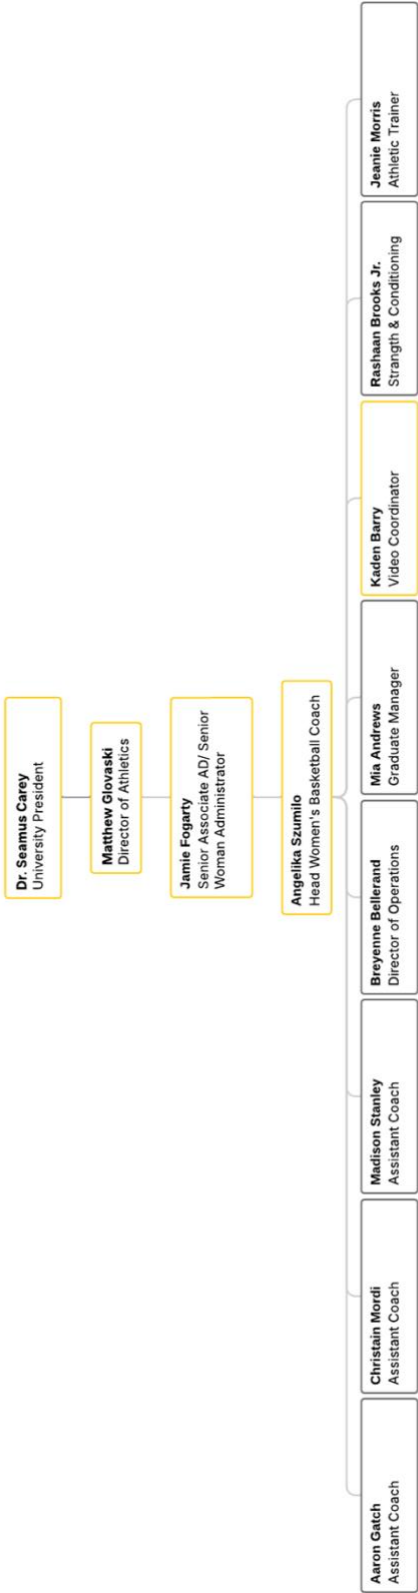 Dr. Seamus Carey
University President
Matthew Glovaski
Director of Athletics
Jamie Fogarty
Senior Associate AD/ Senior
Woman Administrator
Angelika Szumilo
Head Women's Basketball Coach
Aaron Gatch
Assistant Coach
Christain Mordi
Assistant Coach
Madison Stanley
Assistant Coach
Breyenne Bellerand
Director of Operations
Mia Andrews
Graduate Manager
Kaden Barry
Video Coordinator
Rashaan Brooks Jr.
Strangth & Conditioning
Jeanie Morris
Athletic Trainer